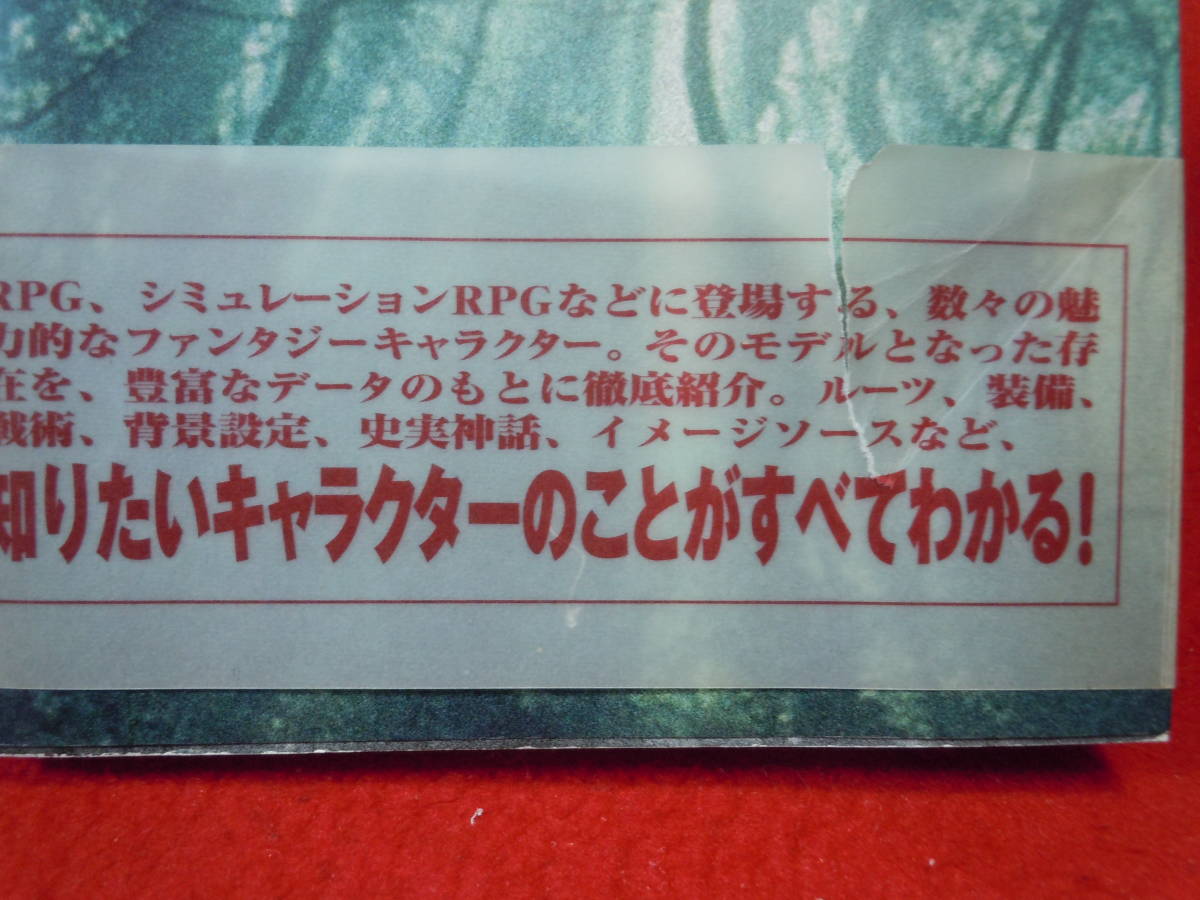 RPG、シミュレーションRPGなどに登場する、数々の魅
力的なファンタジーキャラクター。そのモデルとなった存
在を、豊富なデータのもとに徹底紹介。ルーツ、装備、
戦術、背景設定、史実神話、イメージソースなど、
知りたいキャラクターのことがすべてわかる！